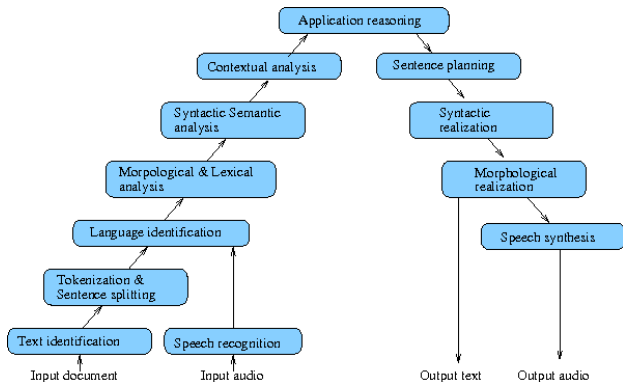 Application reasoning
Contextual analysis
Sentence planning
Syntactic Semantic
analysis
Syntactic
realization
Morpological & Lexical
analysis
Morphological
realization
Language identification
Speech synthesis
Tokenization &
Sentence splitting
Text identification
Speech recognition
Input document
Input audio
Output text
Output audio